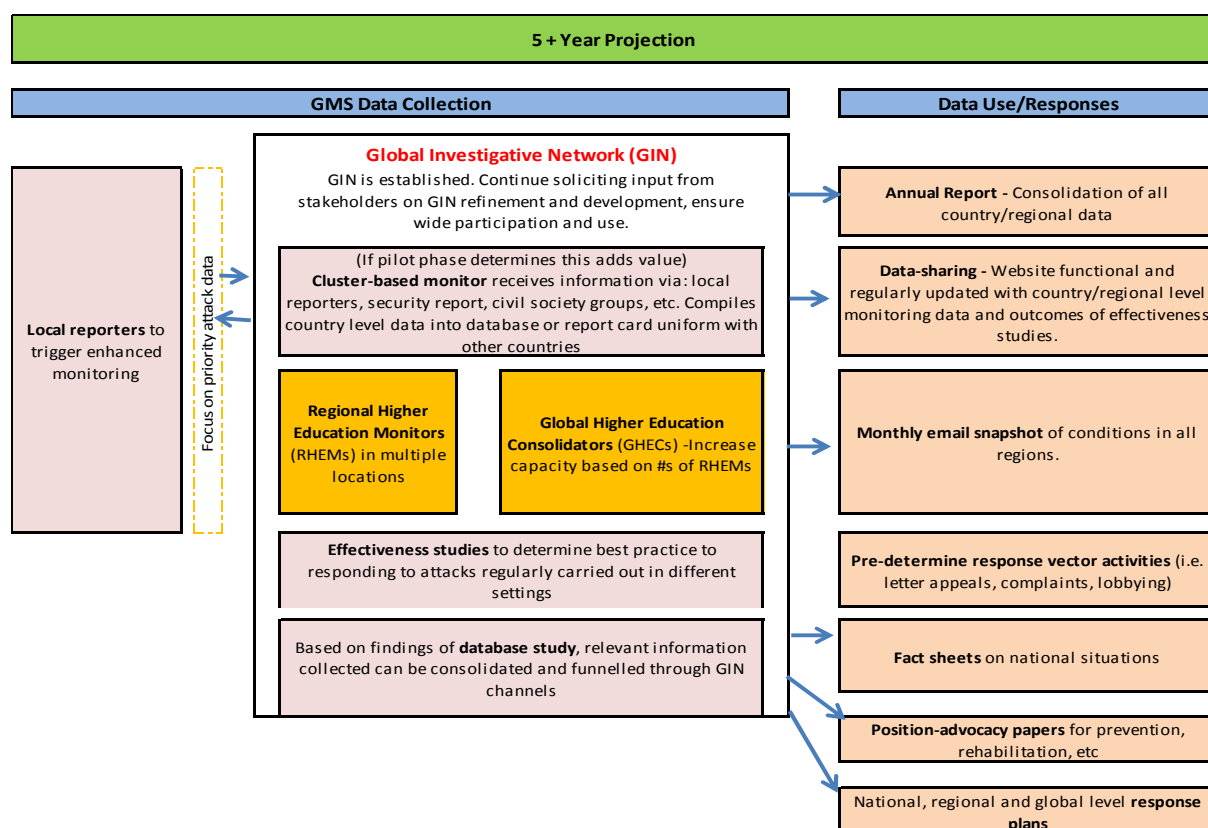 5 + Year Projection
GMS Data Collection
Data Use/Responses
Local reporters to
trigger enhanced
monitoring
Focus on priority attack data
Global Investigative Network (GIN)
GIN is established. Continue soliciting input from
stakeholders on GIN refinement and development, ensure
wide participation and use.
(If pilot phase determines this adds value)
Cluster-based monitor receives information via: local
reporters, security report, civil society groups, etc. Compiles
country level data into database or report card uniform with
other countries
Regional Higher
Education Monitors
(RHEMs) in multiple
locations
Global Higher Education
Consolidators (GHECs) -Increase
capacity based on #s of RHEMs
Effectiveness studies to determine best practice to
responding to attacks regularly carried out in different
settings
Based on findings of database study, relevant information
collected can be consolidated and funnelled through GIN
channels
Annual Report - Consolidation of all
country/regional data
Data-sharing - Website functional and
regularly updated with country/regional level
monitoring data and outcomes of effectiveness
studies.
Monthly email snapshot of conditions in all
regions.
Pre-determine response vector activities (i.e.
letter appeals, complaints, lobbying)
Fact sheets on national situations
Position-advocacy papers for prevention,
rehabilitation, etc
National, regional and global level response
plans